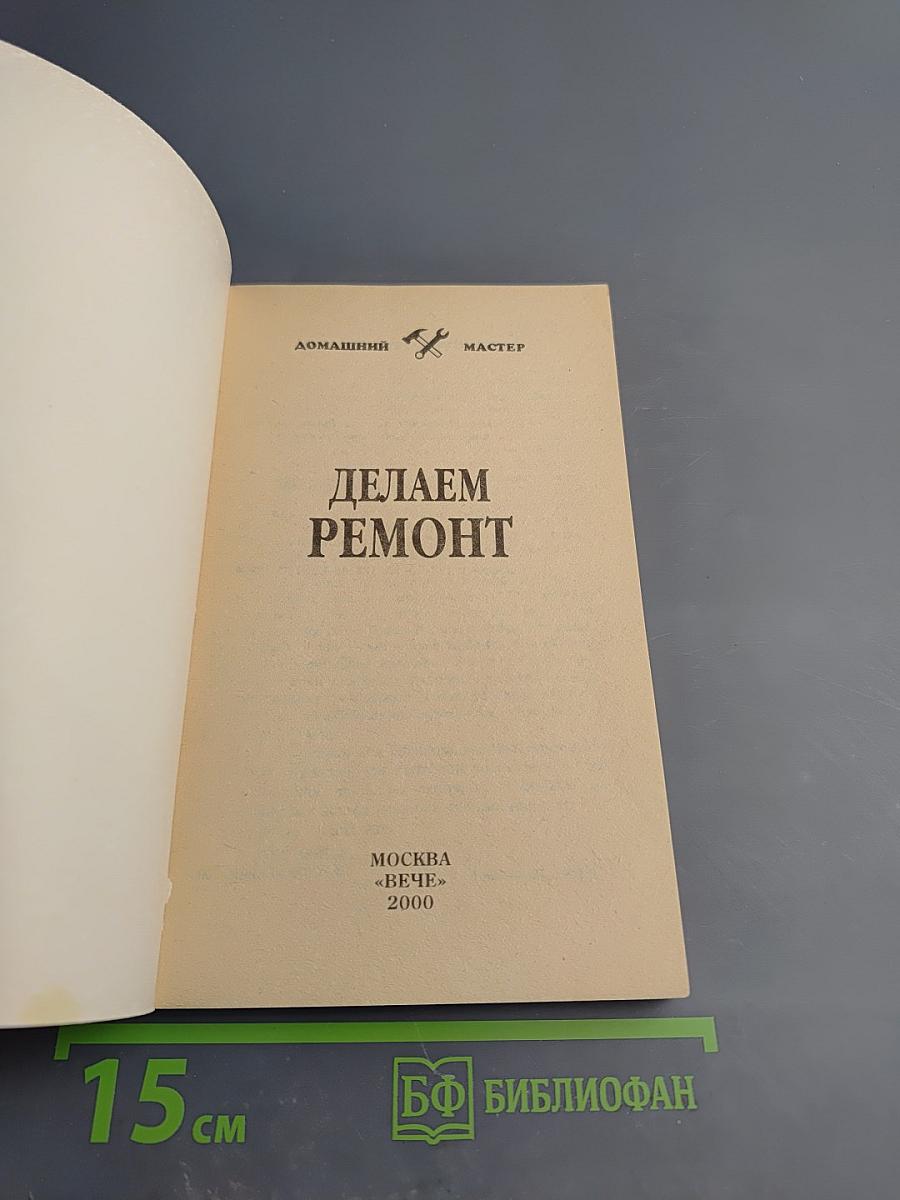 ДОМАШНИЙ МАСТЕР
ДЕЛАЕМ
РЕМОНТ
МОСКВА
«ВЕЧЕ»
2000
15 см
БФ БИБЛИОФАН